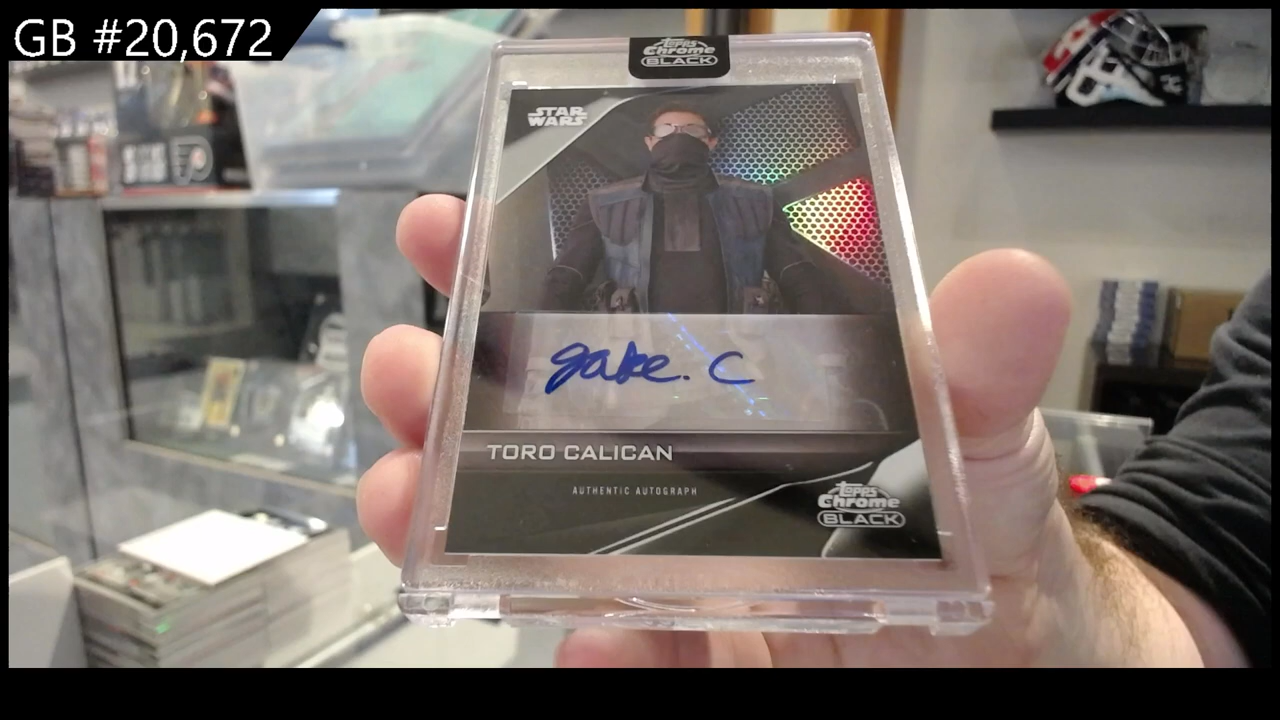 GB #20,672
Topps
Chrome
BLACK
STAR
WARS
Jake. C
TORO CALICAN
AUTHENTIC AUTOGRAPH
Topps
Chrome
BLACK